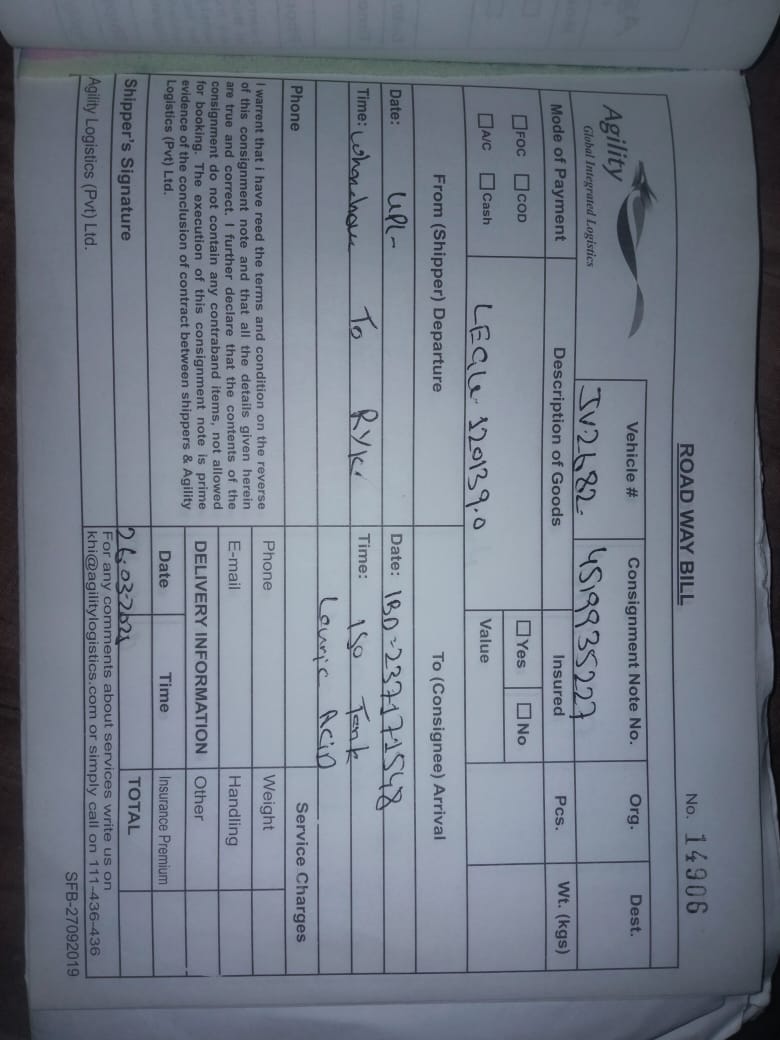 ROAD WAY BILL
No. 14906
Agility
Global Integrated Logistics
Vehicle #
JV-2682
Consignment Note No.
4519935227
Org.
Dest.
Mode of Payment
Description of Goods
Insured
Pcs.
Wt. (kgs)
FOC COD
Yes No
A/C Cash
LEGU-120139.0
Value
From (Shipper) Departure
To (Consignee) Arrival
Date: UPL-
Date: IBD-237171548
Time: To RYK
Time: ISO Tank
Lauric Acid
Phone
Service Charges
I warrent that i have reed the terms and condition on the reverse
of this consignment note and that all the details given herein
are true and correct. I further declare that the contents of the
consignment do not contain any contraband items, not allowed
for booking. The execution of this consignment note is prime
evidence of the conclusion of contract between shippers & Agility
Logistics (Pvt) Ltd.
Phone
Weight
E-mail
Handling
DELIVERY INFORMATION
Other
Date
Time
Insurance Premium
Shipper's Signature
26-03-2021
TOTAL
Agility Logistics (Pvt) Ltd.
For any comments about services write us on
khi@agilitylogistics.com or simply call on 111-436-436
SFB-27092019